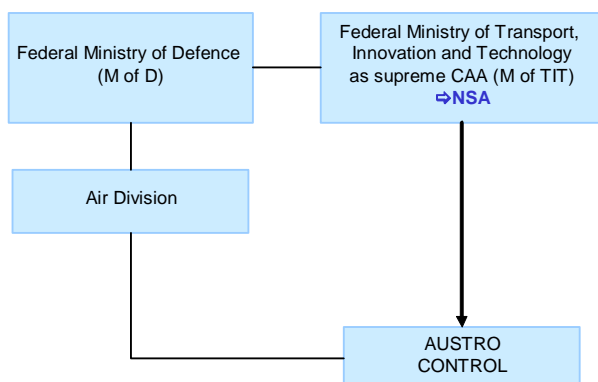 Federal Ministry of Defence
(M of D)
Federal Ministry of Transport,
Innovation and Technology
as supreme CAA (M of TIT)
⇨NSA
Air Division
AUSTRO
CONTROL